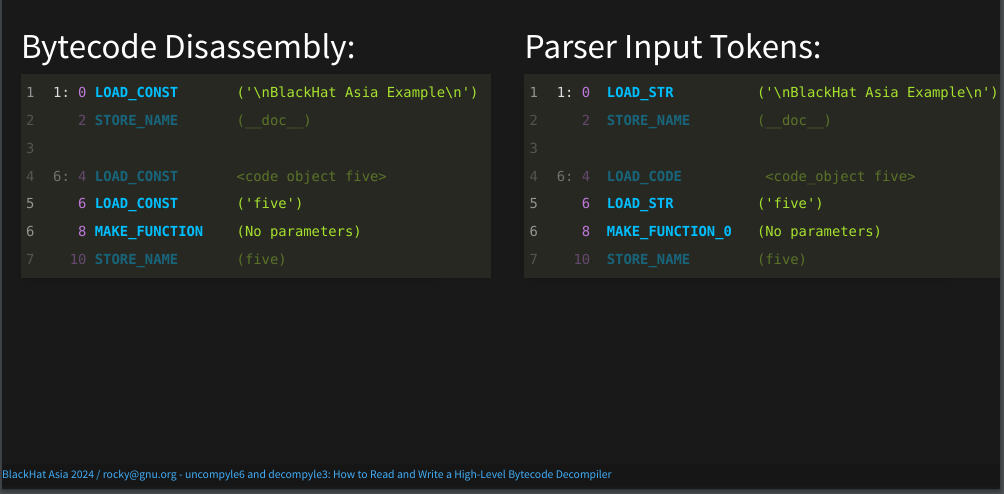 Bytecode Disassembly:
1 1: 0 LOAD_CONST ('\nBlackHat Asia Example\n')
2 2 STORE_NAME (__doc__)
3
4 6: 4 LOAD_CONST <code object five>
5 6 LOAD_CONST ('five')
6 8 MAKE_FUNCTION (No parameters)
7 10 STORE_NAME (five)
Parser Input Tokens:
1 1: 0 LOAD_STR ('\nBlackHat Asia Example\n')
2 2 STORE_NAME (__doc__)
3
4 6: 4 LOAD_CODE <code_object five>
5 6 LOAD_STR ('five')
6 8 MAKE_FUNCTION_0 (No parameters)
7 10 STORE_NAME (five)
BlackHat Asia 2024 / rocky@gnu.org - uncompyle6 and decompyle3: How to Read and Write a High-Level Bytecode Decompiler